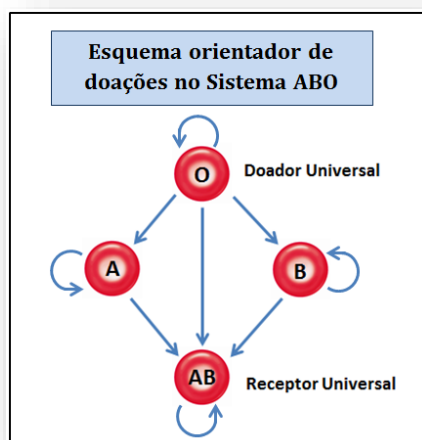 Esquema orientador de
doações no Sistema ABO
O
Doador Universal
A
B
AB
Receptor Universal